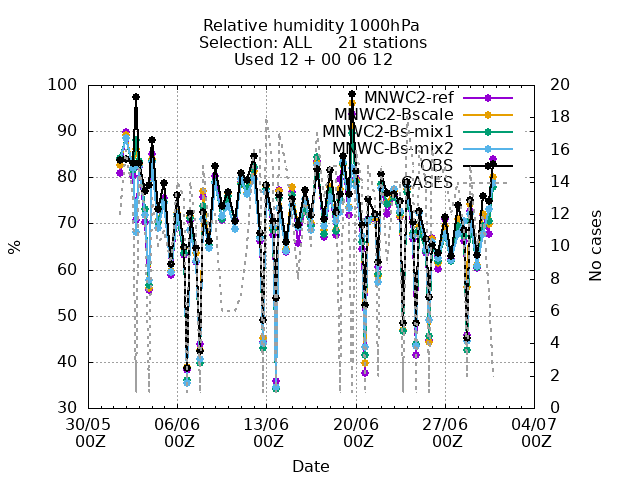 Relative humidity 1000hPa
Selection: ALL 21 stations
Used 12 + 00 06 12
100
90
80
70
60
50
40
30
%
20
18
16
14
12
10
8
6
4
2
0
No cases
MNWC2-ref
MNWC2-Bscale
MNWC2-Bs-mix1
MNWC-Bs-mix2
OBS
CASES
30/05 06/06 13/06 20/06 27/06 04/07
00Z 00Z 00Z 00Z 00Z 00Z
Date